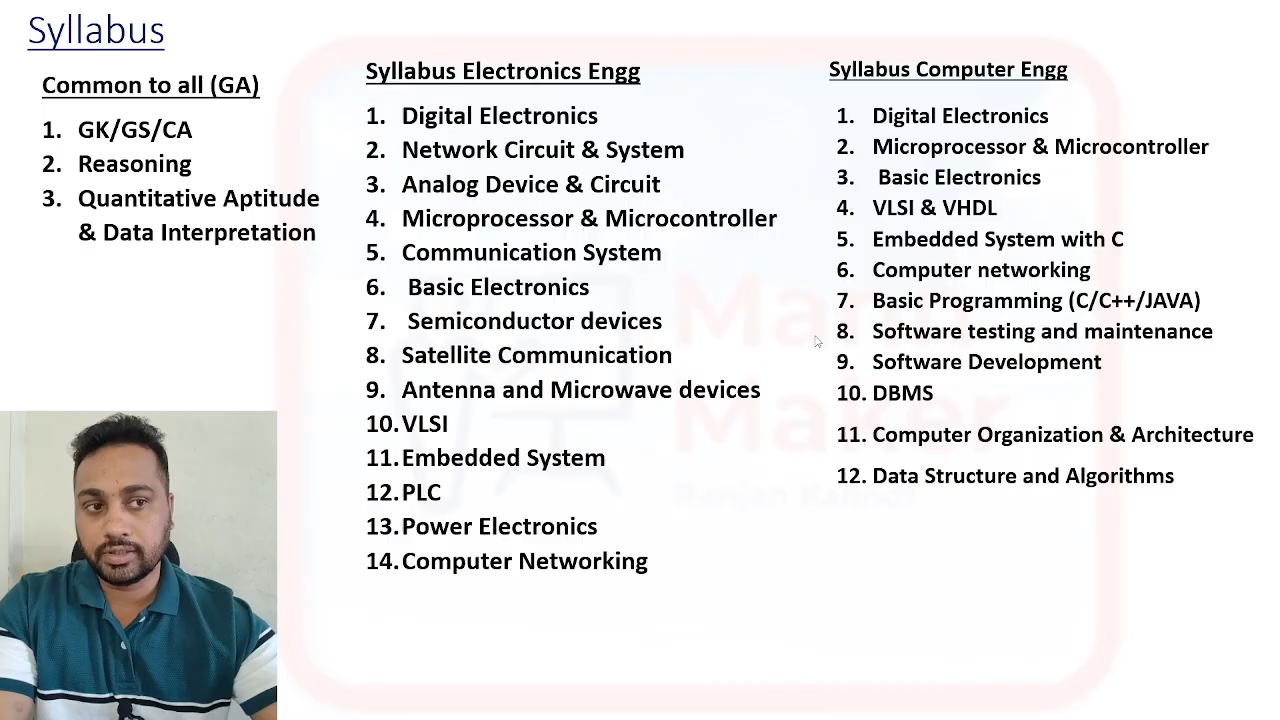 Syllabus
Common to all (GA)
1. GK/GS/CA
2. Reasoning
3. Quantitative Aptitude
& Data Interpretation
Syllabus Electronics Engg
1. Digital Electronics
2. Network Circuit & System
3. Analog Device & Circuit
4. Microprocessor & Microcontroller
5. Communication System
6. Basic Electronics
7. Semiconductor devices
8. Satellite Communication
9. Antenna and Microwave devices
10. VLSI
11. Embedded System
12. PLC
13. Power Electronics
14. Computer Networking
Syllabus Computer Engg
1. Digital Electronics
2. Microprocessor & Microcontroller
3. Basic Electronics
4. VLSI & VHDL
5. Embedded System with C
6. Computer networking
7. Basic Programming (C/C++/JAVA)
8. Software testing and maintenance
9. Software Development
10. DBMS
11. Computer Organization & Architecture
12. Data Structure and Algorithms
Maker